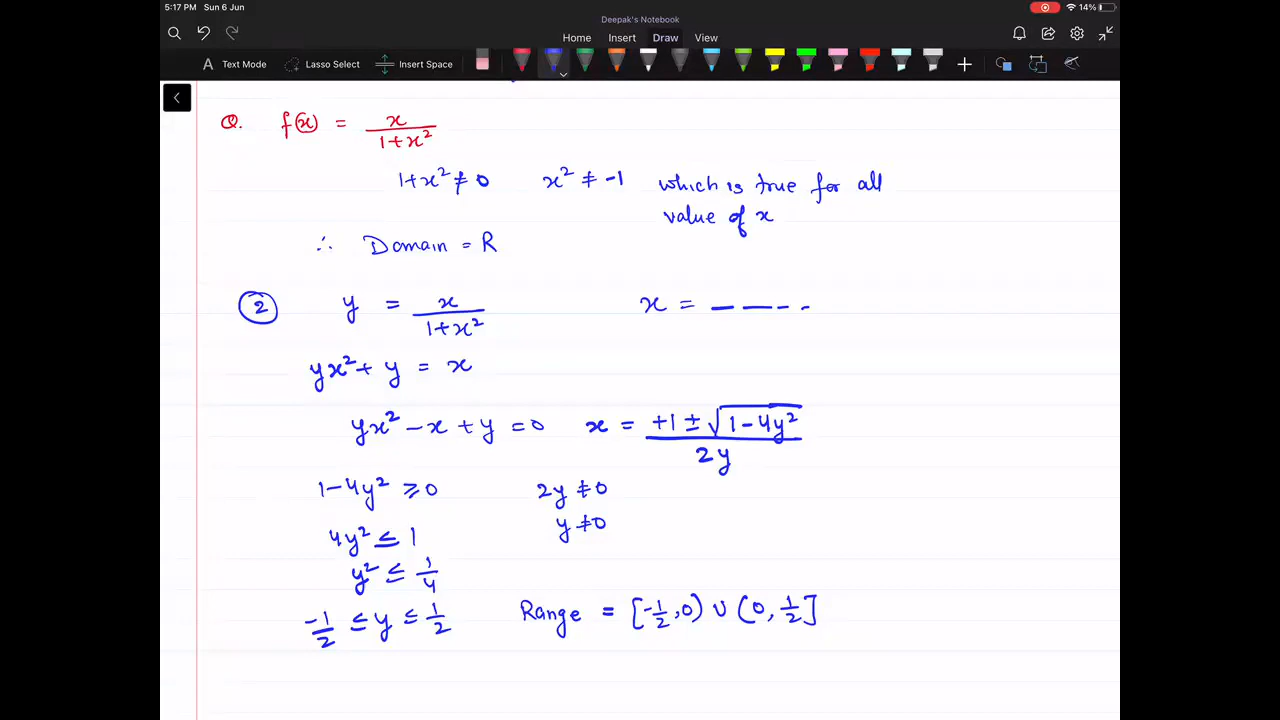 5:17 PM Sun 6 Jun
14%
Deepak's Notebook
Home Insert Draw View
Text Mode Lasso Select Insert Space
Q. f(x) = x/(1+x²)
1+x² ≠ 0 x² ≠ -1 which is true for all
value of x
∴ Domain = R
② y = x/(1+x²) x = _ _ _ _
yx² + y = x
yx² - x + y = 0 x = (+1 ± √(1-4y²))/(2y)
1-4y² ≥ 0 2y ≠ 0
y ≠ 0
4y² ≤ 1
y² ≤ 1/4
-1/2 ≤ y ≤ 1/2 Range = [-1/2, 0) ∪ (0, 1/2]